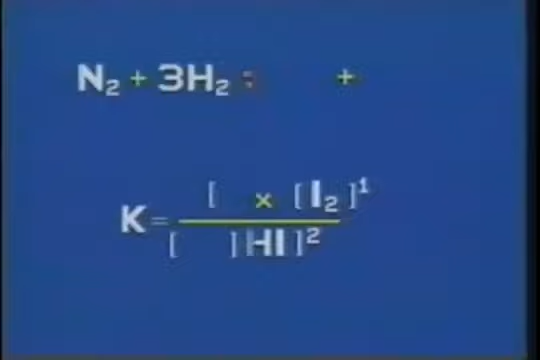 N₂ + 3H₂ +
[ x [I₂]¹
K =
[ ]HI]²